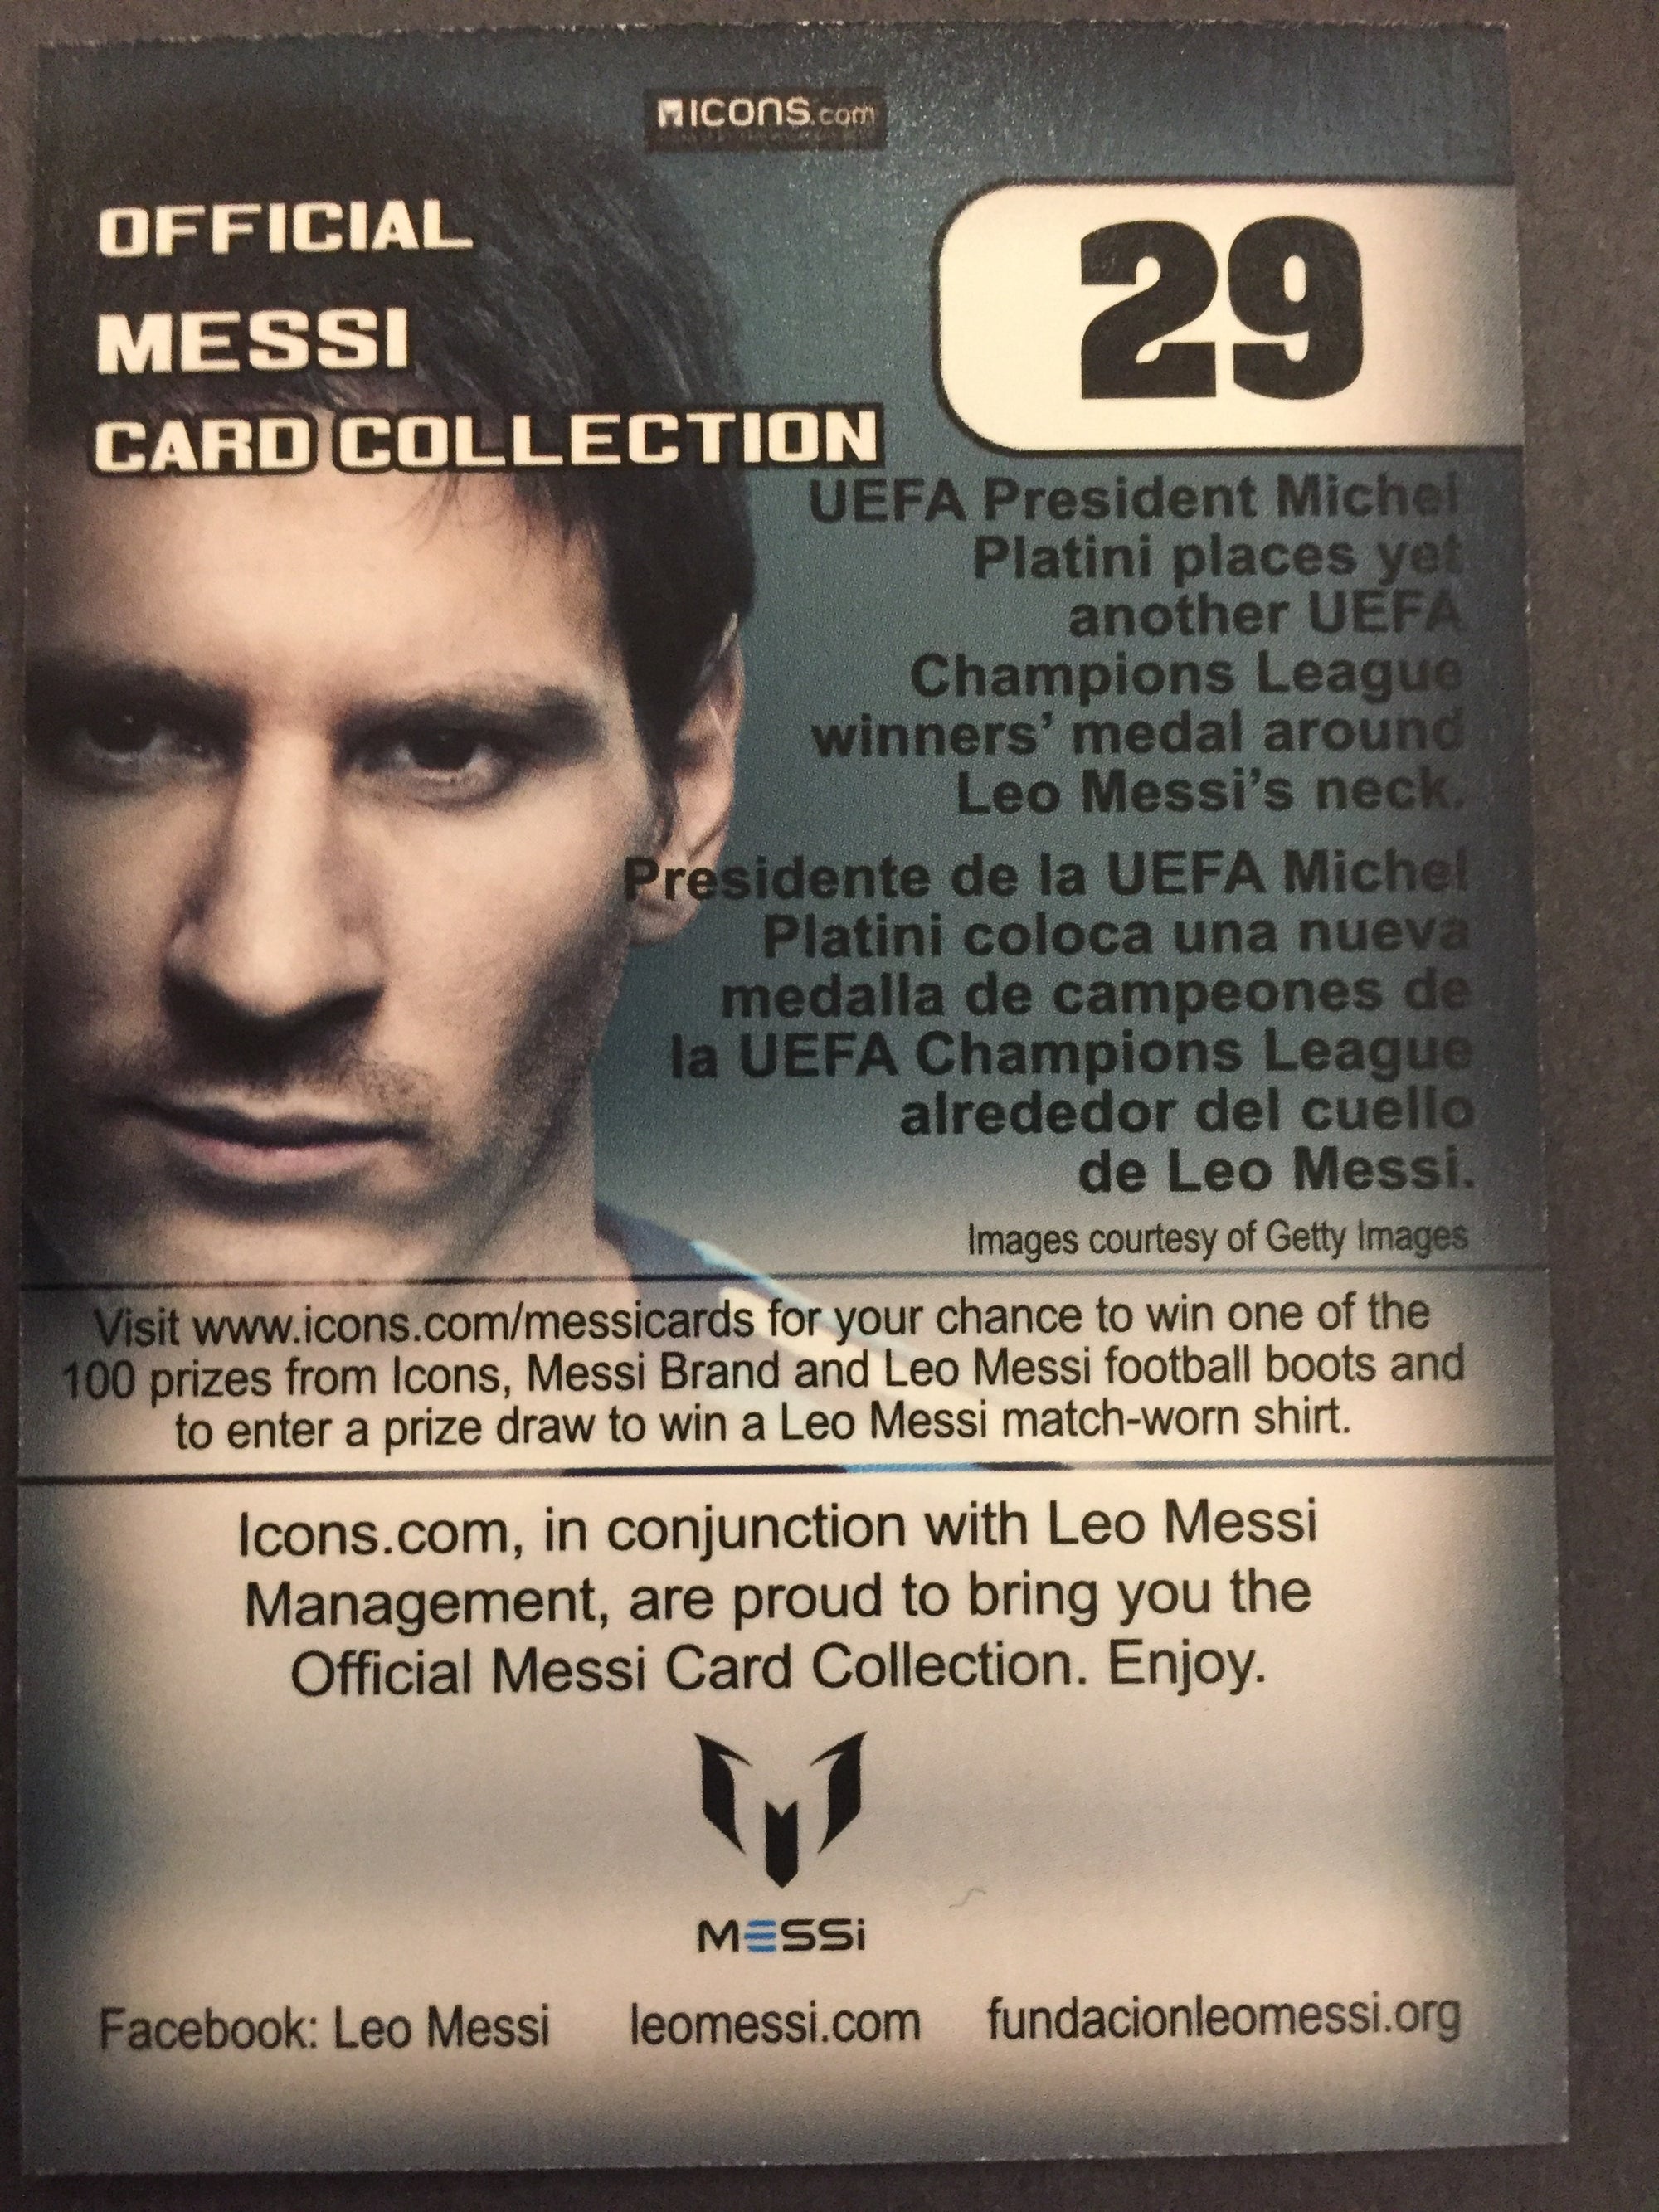 ICONS.com
OFFICIAL
MESSI
CARD COLLECTION
29
UEFA President Michel
Platini places yet
another UEFA
Champions League
winners' medal around
Leo Messi's neck.
Presidente de la UEFA Michel
Platini coloca una nueva
medalla de campeones de
la UEFA Champions League
alrededor del cuello
de Leo Messi.
Images courtesy of Getty Images
Visit www.icons.com/messicards for your chance to win one of the
100 prizes from Icons, Messi Brand and Leo Messi football boots and
to enter a prize draw to win a Leo Messi match-worn shirt.
Icons.com, in conjunction with Leo Messi
Management, are proud to bring you the
Official Messi Card Collection. Enjoy.
MESSi
Facebook: Leo Messi leomessi.com fundacionleomessi.org